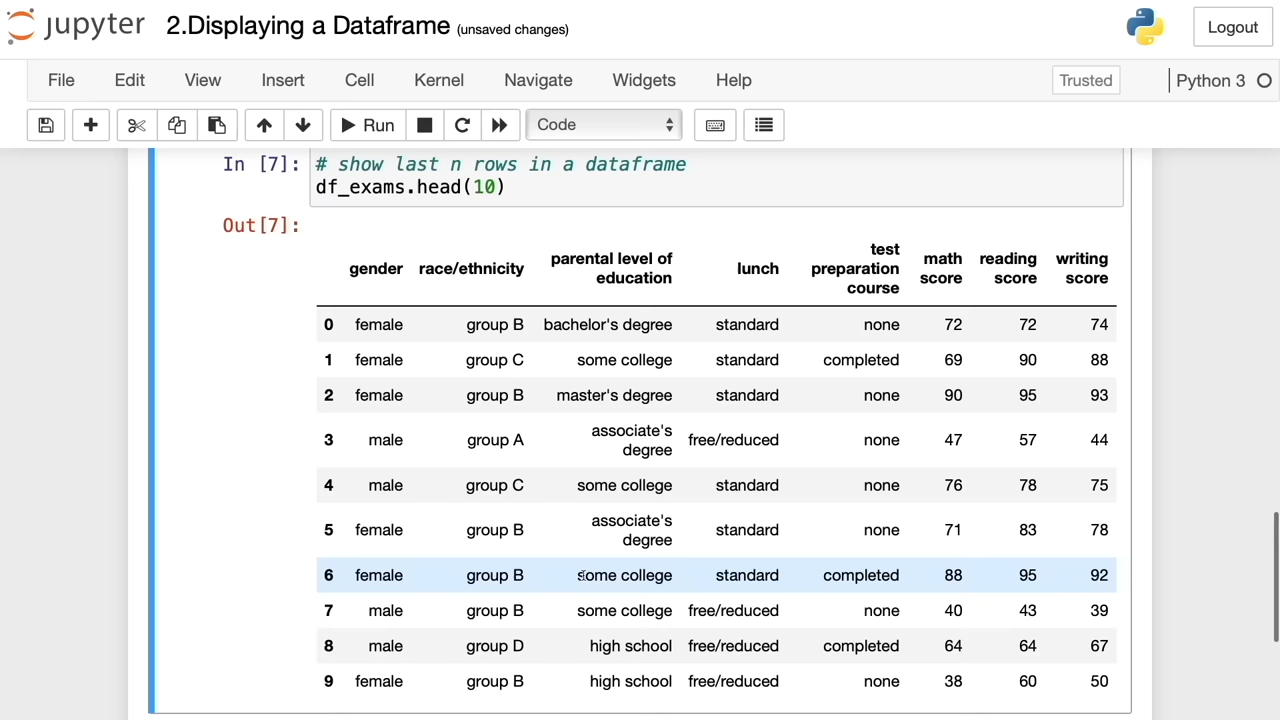 jupyter 2.Displaying a Dataframe (unsaved changes) Logout
File Edit View Insert Cell Kernel Navigate Widgets Help Trusted Python 3
Run Code
In [7]: # show last n rows in a dataframe
df_exams.head(10)
Out[7]:
gender race/ethnicity parental level of education lunch test preparation course math score reading score writing score
0 female group B bachelor's degree standard none 72 72 74
1 female group C some college standard completed 69 90 88
2 female group B master's degree standard none 90 95 93
3 male group A associate's degree free/reduced none 47 57 44
4 male group C some college standard none 76 78 75
5 female group B associate's degree standard none 71 83 78
6 female group B some college standard completed 88 95 92
7 male group B some college free/reduced none 40 43 39
8 male group D high school free/reduced completed 64 64 67
9 female group B high school free/reduced none 38 60 50